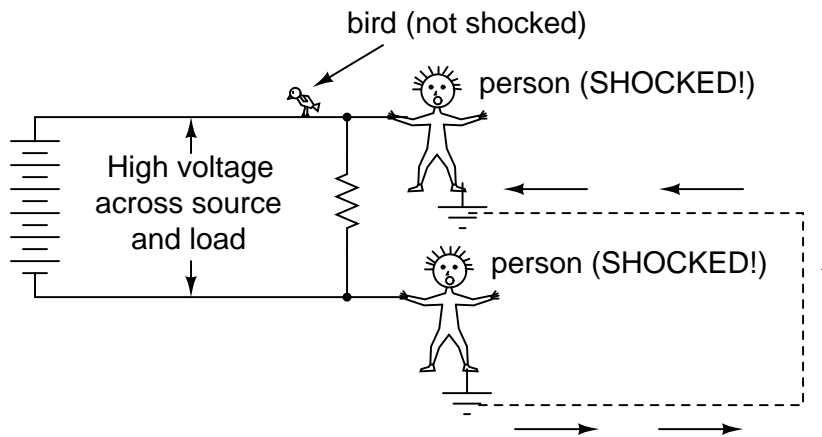 bird (not shocked)
person (SHOCKED!)
High voltage
across source
and load
person (SHOCKED!)